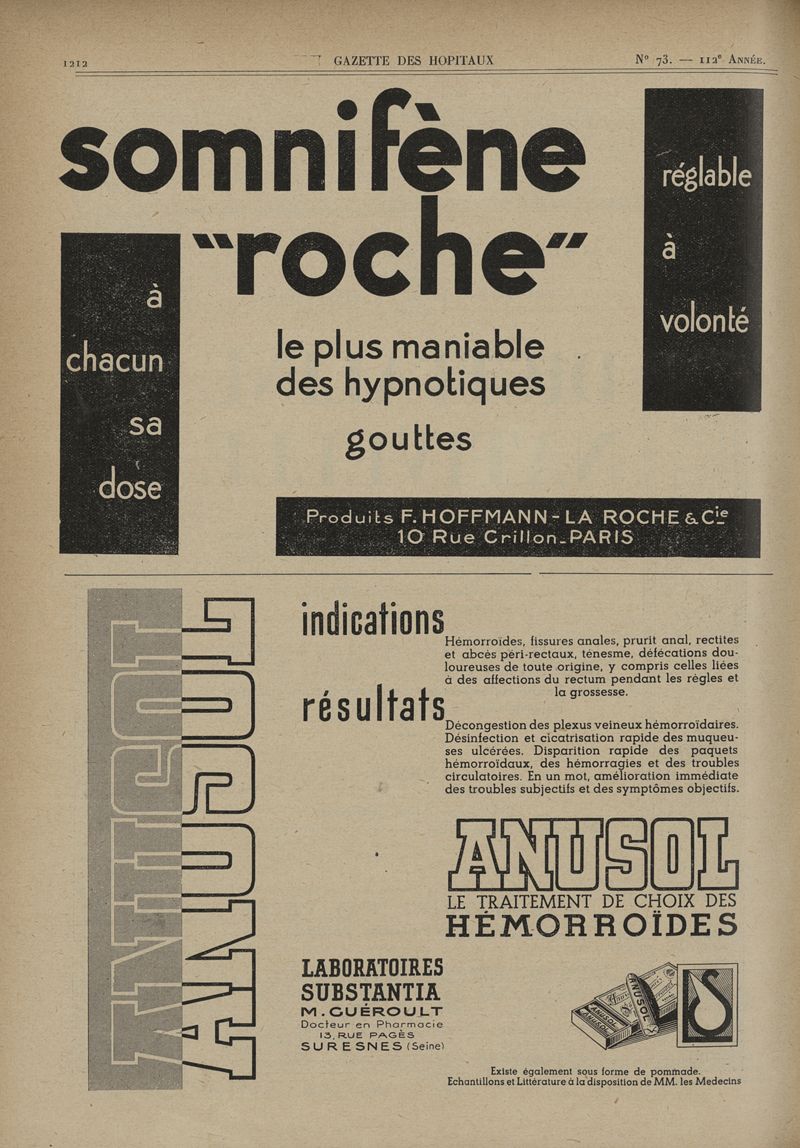 1212
GAZETTE DES HOPITAUX
Nº 73. — 112e ANNÉE.
somnifène
"roche"
réglable
à
volonté
à
chacun
sa
dose
le plus maniable
des hypnotiques
gouttes
Produits F. HOFFMANN-LA ROCHE & Cie
10 Rue Crillon_PARIS
ANUSOL
indications
Hémorroïdes, fissures anales, prurit anal, rectites
et abcès péri-rectaux, ténesme, défécations dou-
loureuses de toute origine, y compris celles liées
à des affections du rectum pendant les règles et
la grossesse.
résultats
Décongestion des plexus veineux hémorroïdaires.
Désinfection et cicatrisation rapide des muqueu-
ses ulcérées. Disparition rapide des paquets
hémorroïdaux, des hémorragies et des troubles
circulatoires. En un mot, amélioration immédiate
des troubles subjectifs et des symptômes objectifs.
ANUSOL
LE TRAITEMENT DE CHOIX DES
HÉMORROÏDES
LABORATOIRES
SUBSTANTIA
M. GUÉROULT
Docteur en Pharmacie
13, RUE PAGÈS
SURESNES (Seine)
ANUSOL
ANUSOL
ANUSOL
S
Existe également sous forme de pommade.
Echantillons et Littérature à la disposition de MM. les Medecins